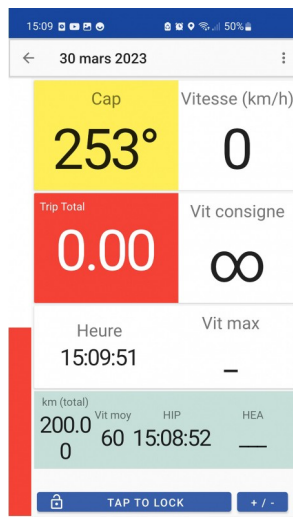 15:09 50%
30 mars 2023
Cap Vitesse (km/h)
253° 0
Trip Total Vit consigne
0.00 ∞
Heure Vit max
15:09:51 _
km (total) Vit moy HIP HEA
200.0
0 60 15:08:52 __
TAP TO LOCK + / -